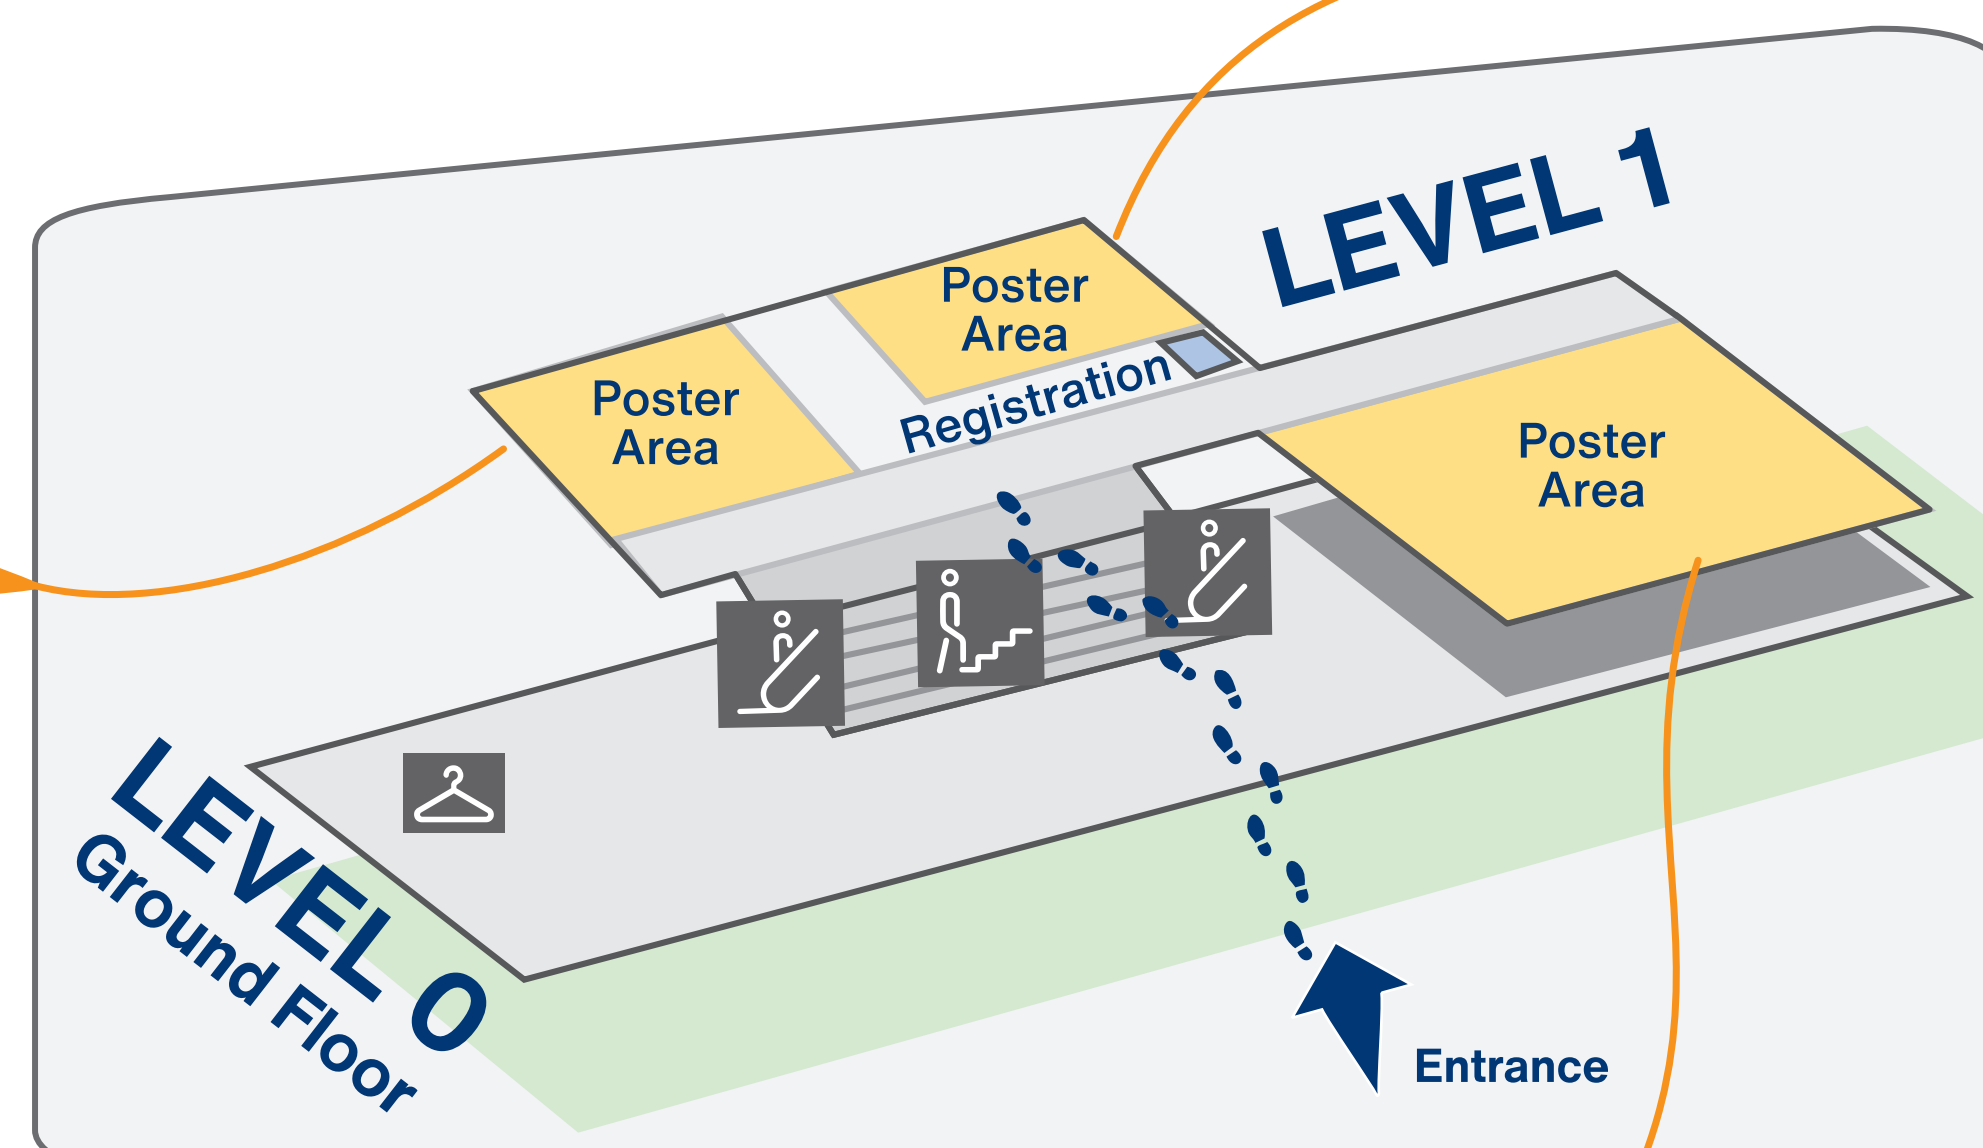 LEVEL 1
Poster
Area
Poster
Area
Registration
Poster
Area
LEVEL 0
Ground Floor
Entrance